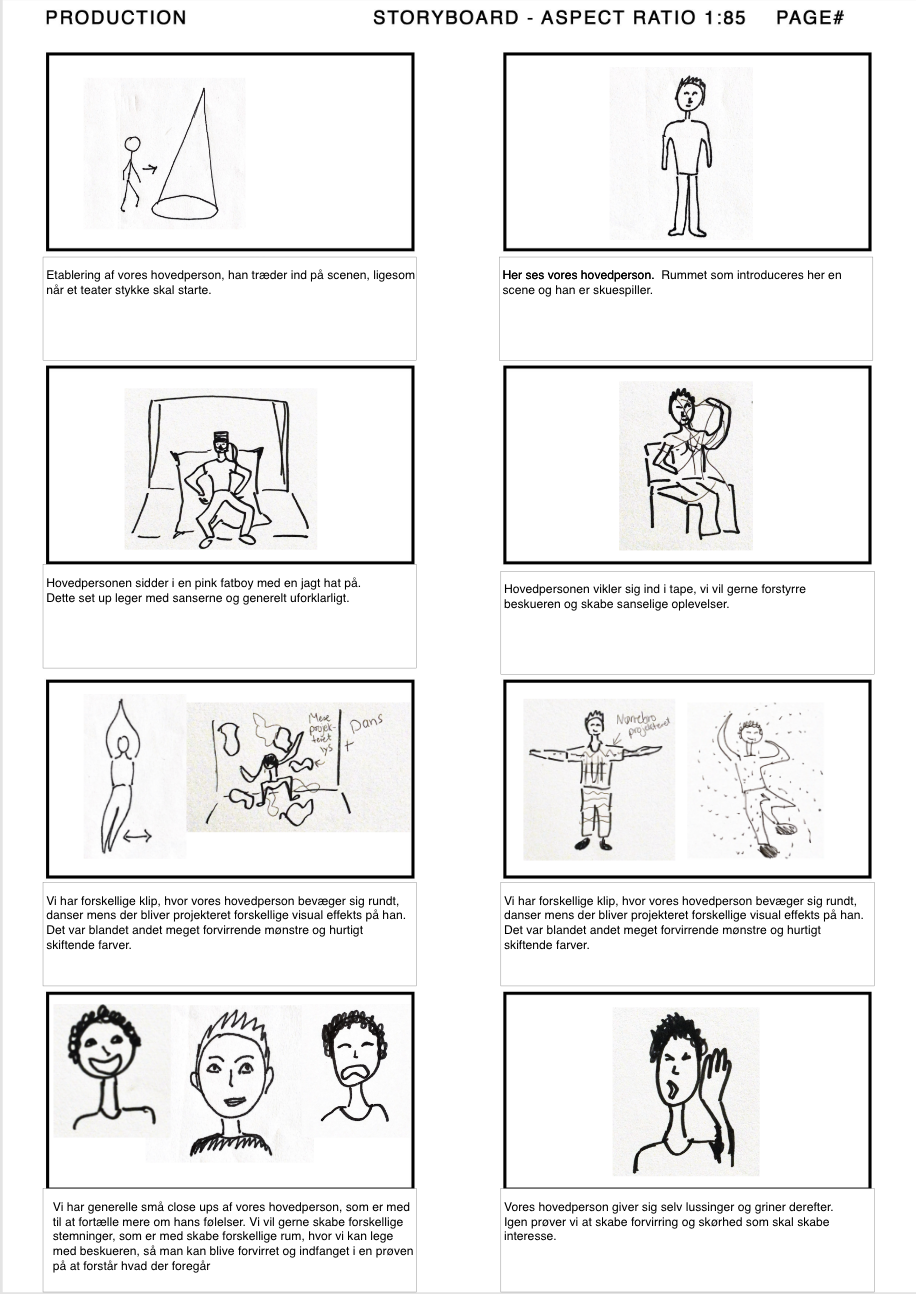 PRODUCTION
STORYBOARD - ASPECT RATIO 1:85 PAGE#
Etablering af vores hovedperson, han træder ind på scenen, ligesom
når et teater stykke skal starte.
Her ses vores hovedperson. Rummet som introduceres her en
scene og han er skuespiller.
Hovedpersonen sidder i en pink fatboy med en jagt hat på.
Dette set up leger med sanserne og generelt uforklarligt.
Hovedpersonen vikler sig ind i tape, vi vil gerne forstyrre
beskueren og skabe sanselige oplevelser.
Mere
projek-
teret
lys
Dans
+
Nørrebro
projekteret
Vi har forskellige klip, hvor vores hovedperson bevæger sig rundt,
danser mens der bliver projekteret forskellige visual effekts på han.
Det var blandet andet meget forvirrende mønstre og hurtigt
skiftende farver.
Vi har forskellige klip, hvor vores hovedperson bevæger sig rundt,
danser mens der bliver projekteret forskellige visual effekts på han.
Det var blandet andet meget forvirrende mønstre og hurtigt
skiftende farver.
Vi har generelle små close ups af vores hovedperson, som er med
til at fortælle mere om hans følelser. Vi vil gerne skabe forskellige
stemninger, som er med skabe forskellige rum, hvor vi kan lege
med beskueren, så man kan blive forvirret og indfanget i en prøven
på at forstår hvad der foregår
Vores hovedperson giver sig selv lussinger og griner derefter.
Igen prøver vi at skabe forvirring og skørhed som skal skabe
interesse.